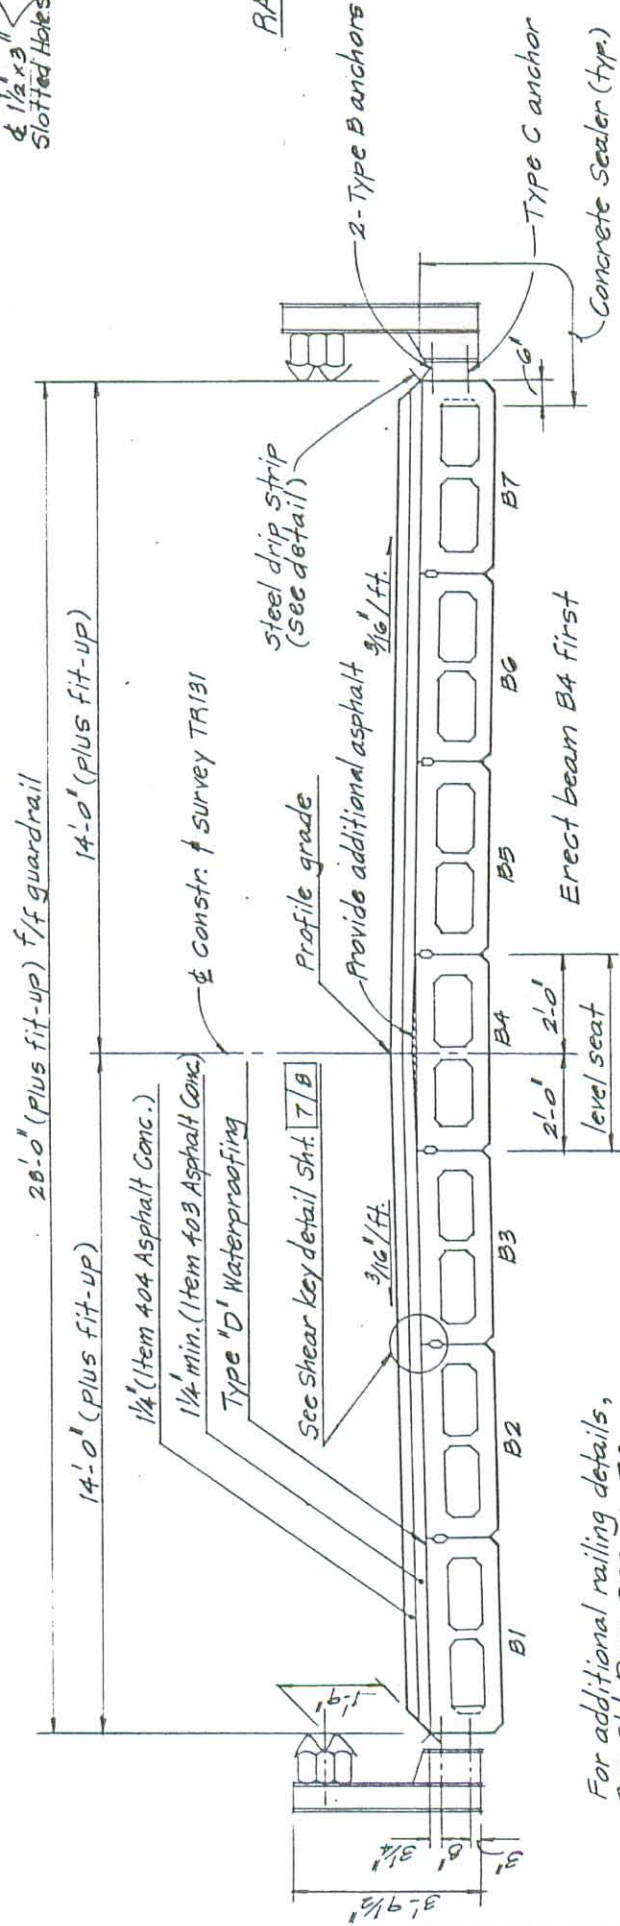 ¢ 1½"x3"
Slotted Holes
28'-0" (plus fit-up) f/f guardrail
14'-0" (plus fit-up)
14'-0" (plus fit-up)
1¼" (Item 404 Asphalt Conc.)
1¼" min. (Item 403 Asphalt Conc.)
Type "D" Waterproofing
See Shear key detail Sht. 7/8
¢ Constr. & survey TR131
Profile grade
Provide additional asphalt
steel drip strip
(see detail)
2-Type B anchors
Type C anchor
Concrete Sealer (typ.)
3/16"/ft.
3/16"/ft.
1'-9"
3'-9½"
3¼"
8"
3"
6"
B1
B2
B3
B4
B5
B6
B7
2'-0"
2'-0"
level seat
Erect beam B4 first
For additional railing details,